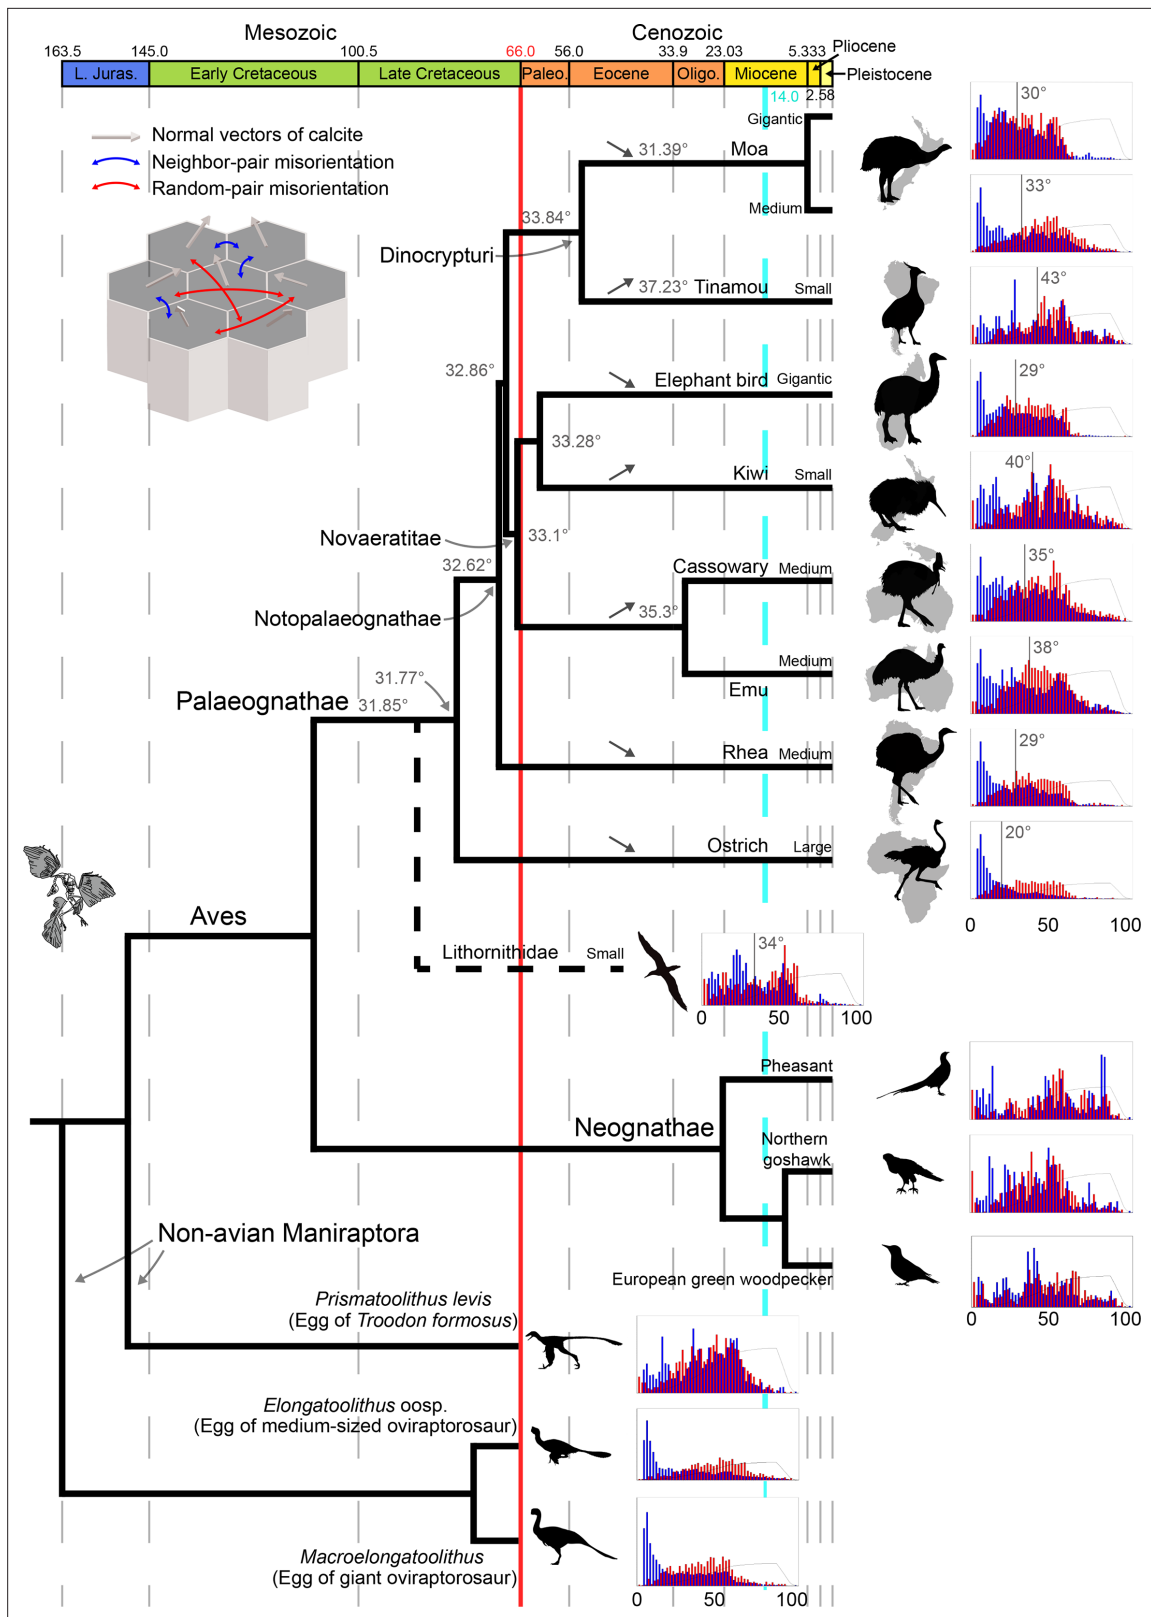 Mesozoic
Cenozoic
163.5
145.0
100.5
66.0
56.0
33.9
23.03
5.333
Pliocene
L. Juras.
Early Cretaceous
Late Cretaceous
Paleo.
Eocene
Oligo.
Miocene
Pleistocene
14.0
2.58
Normal vectors of calcite
Neighbor-pair misorientation
Random-pair misorientation
Gigantic
31.39°
Moa
30°
Medium
33°
33.84°
Dinocrypturi
37.23°
Tinamou
Small
43°
32.86°
Elephant bird
Gigantic
29°
33.28°
Kiwi
Small
40°
Novaeratitae
33.1°
32.62°
Cassowary
Medium
35°
Notopalaeognathae
35.3°
Medium
38°
Emu
31.77°
Palaeognathae
31.85°
Rhea
Medium
29°
Ostrich
Large
20°
0 50 100
Aves
Lithornithidae
Small
34°
0 50 100
Pheasant
Neognathae
Northern
goshawk
European green woodpecker
0 50 100
Non-avian Maniraptora
Prismatoolithus levis
(Egg of Troodon formosus)
Elongatoolithus oosp.
(Egg of medium-sized oviraptorosaur)
Macroelongatoolithus
(Egg of giant oviraptorosaur)
0 50 100